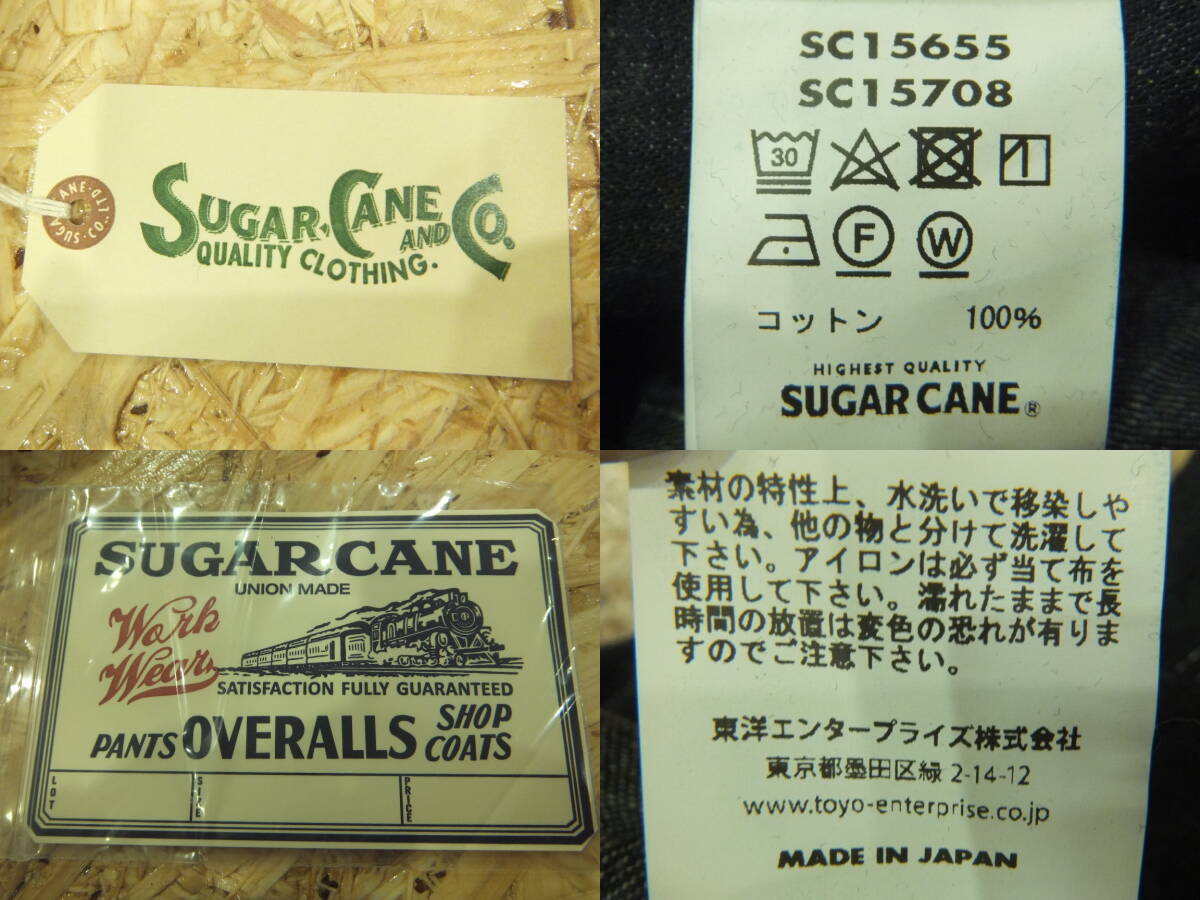 SUGAR CANE
AND CO.
QUALITY CLOTHING.
SUGAR CANE CO., LTD.
SC15655
SC15708
30
F
W
コットン 100%
HIGHEST QUALITY
SUGAR CANE ®
SUGAR CANE
UNION MADE
Work
Wear
SATISFACTION FULLY GUARANTEED
PANTS OVERALLS SHOP COATS
LOT
SIZE
PRICE
素材の特性上、水洗いで移染しや
すい為、他の物と分けて洗濯して
下さい。アイロンは必ず当て布を
使用して下さい。濡れたままで長
時間の放置は変色の恐れが有りま
すのでご注意下さい。
東洋エンタープライズ株式会社
東京都墨田区緑 2-14-12
www.toyo-enterprise.co.jp
MADE IN JAPAN